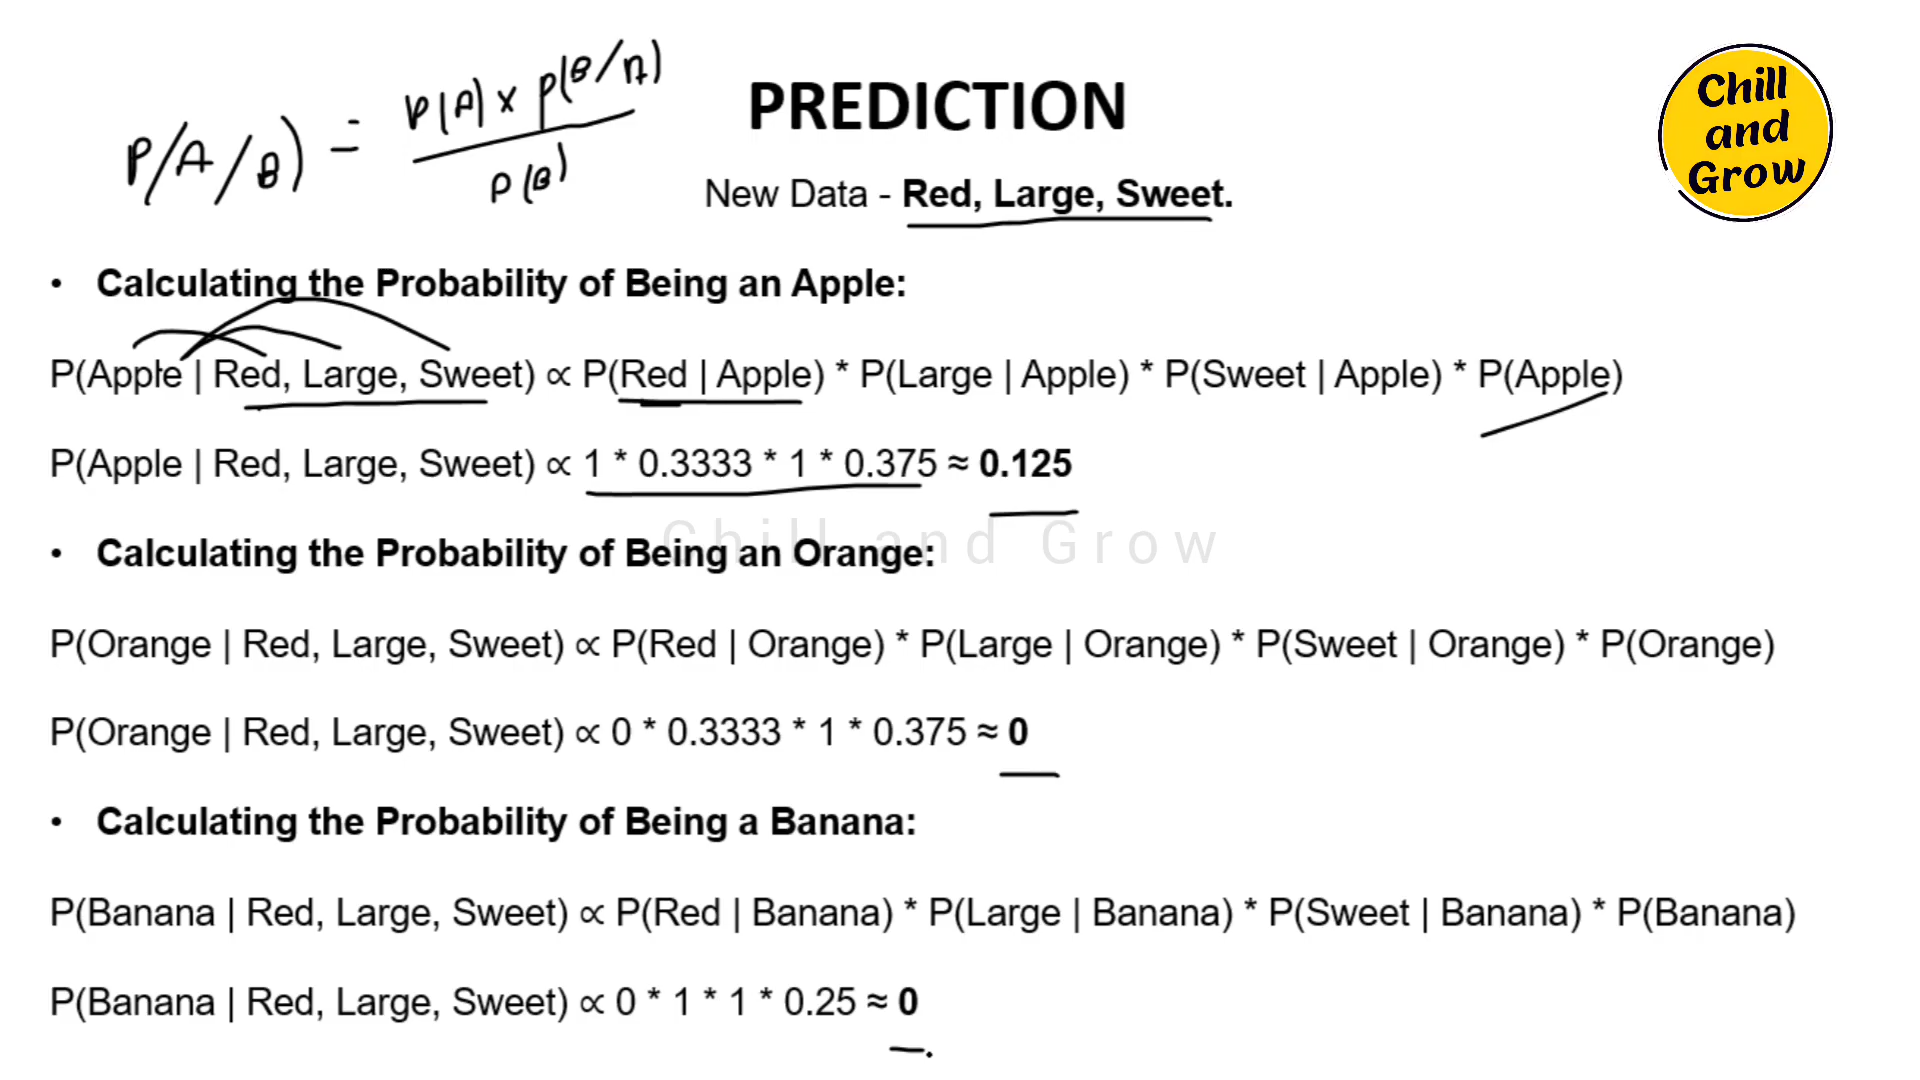 P(A/B) = P(A) x P(B/A)
P(B)
PREDICTION
Chill
and
Grow
New Data - Red, Large, Sweet.
• Calculating the Probability of Being an Apple:
P(Apple | Red, Large, Sweet) ∝ P(Red | Apple) * P(Large | Apple) * P(Sweet | Apple) * P(Apple)
P(Apple | Red, Large, Sweet) ∝ 1 * 0.3333 * 1 * 0.375 ≈ 0.125
Chill and Grow
• Calculating the Probability of Being an Orange:
P(Orange | Red, Large, Sweet) ∝ P(Red | Orange) * P(Large | Orange) * P(Sweet | Orange) * P(Orange)
P(Orange | Red, Large, Sweet) ∝ 0 * 0.3333 * 1 * 0.375 ≈ 0
• Calculating the Probability of Being a Banana:
P(Banana | Red, Large, Sweet) ∝ P(Red | Banana) * P(Large | Banana) * P(Sweet | Banana) * P(Banana)
P(Banana | Red, Large, Sweet) ∝ 0 * 1 * 1 * 0.25 ≈ 0